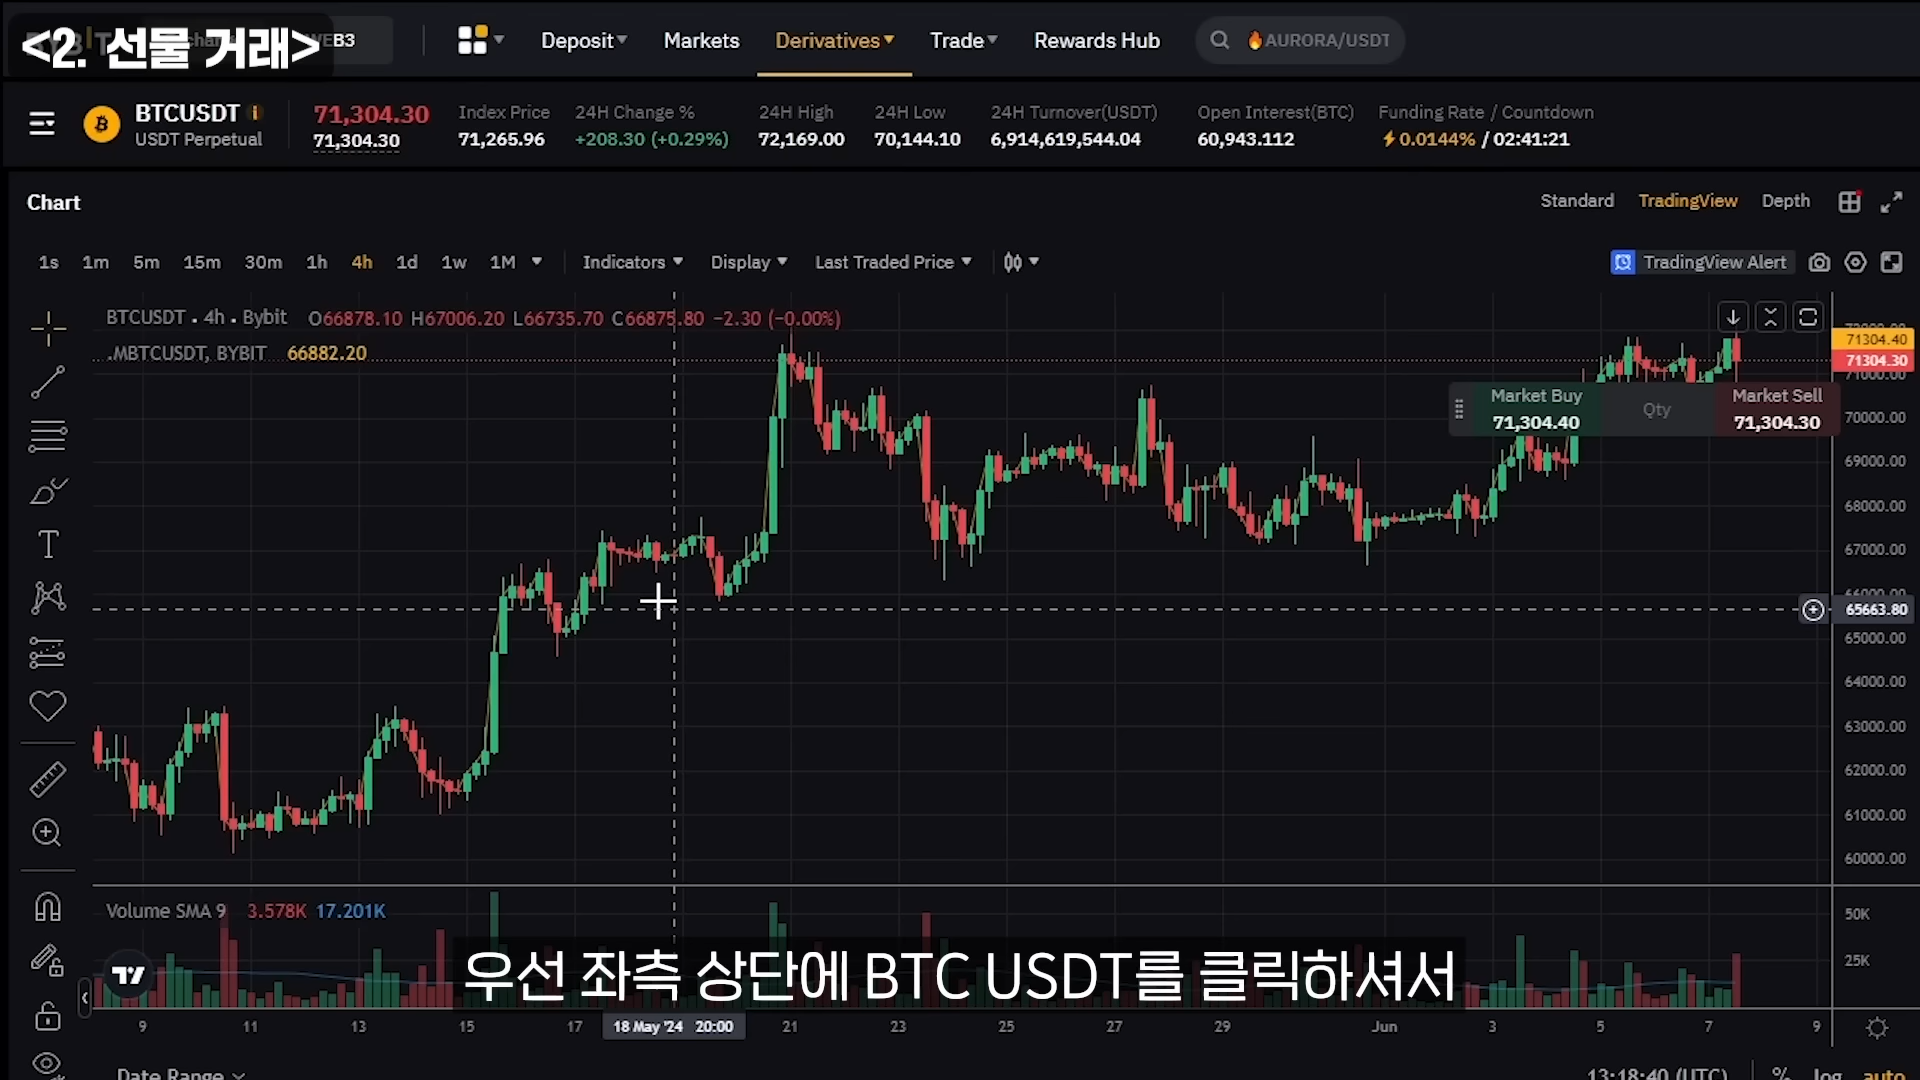 <2. 선물 거래>
EB3
Deposit
Markets
Derivatives
Trade
Rewards Hub
AURORA/USDT
BTCUSDT
USDT Perpetual
71,304.30
71,304.30
Index Price
71,265.96
24H Change %
+208.30 (+0.29%)
24H High
72,169.00
24H Low
70,144.10
24H Turnover(USDT)
6,914,619,544.04
Open Interest(BTC)
60,943.112
Funding Rate / Countdown
0.0144% / 02:41:21
Chart
Standard
TradingView
Depth
1s 1m 5m 15m 30m 1h 4h 1d 1w 1M
Indicators
Display
Last Traded Price
TradingView Alert
BTCUSDT . 4h . Bybit O66878.10 H67006.20 L66735.70 C66875.80 −2.30 (−0.00%)
.MBTCUSDT, BYBIT 66882.20
71304.40
71304.30
71000.00
Market Buy
71,304.40
Qty
Market Sell
71,304.30
70000.00
69000.00
68000.00
67000.00
66000.00
65663.80
65000.00
64000.00
63000.00
62000.00
61000.00
60000.00
Volume SMA 9 3.578K 17.201K
50K
25K
우선 좌측 상단에 BTC USDT를 클릭하셔서
9 11 13 15 17 18 May '24 20:00 21 23 25 27 29 Jun 3 5 7 9
Date Range
13:18:40 (UTC) % log auto